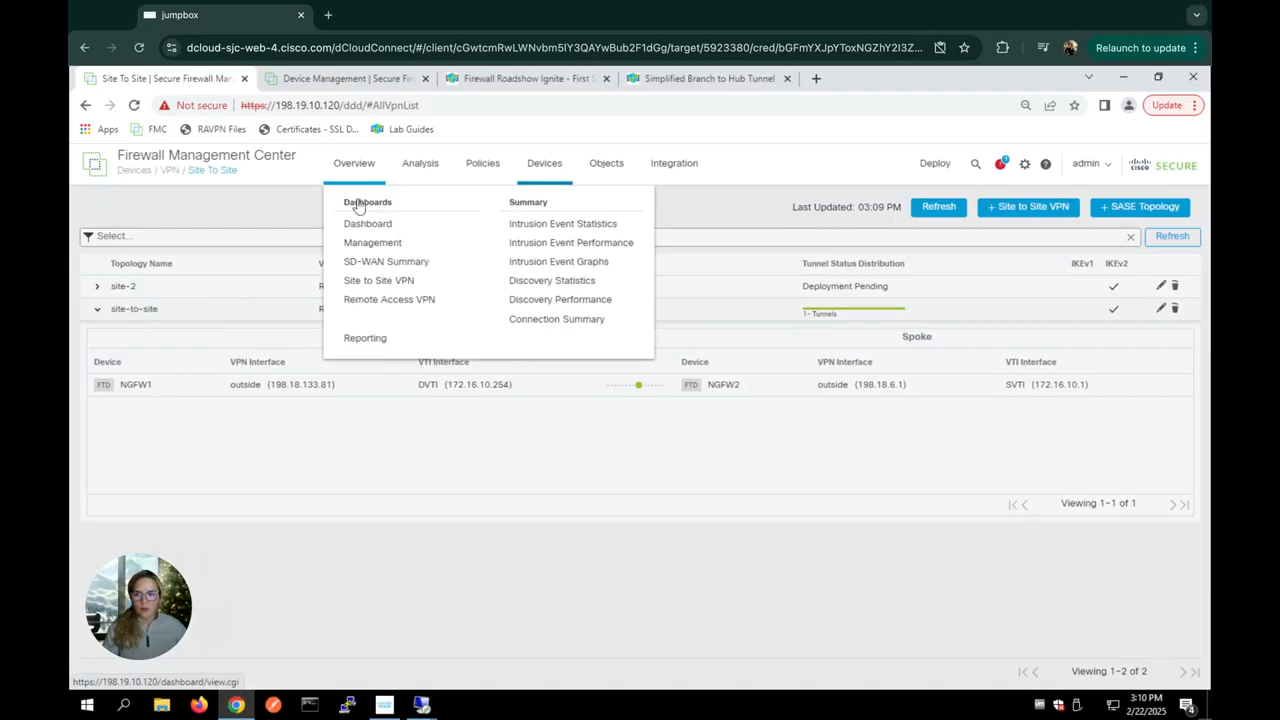 jumpbox
dcloud-sjc-web-4.cisco.com/dCloudConnect/#/client/cGwtcmRwLWNvbm5lY3QAYwBub2F1dGg/target/5923380/cred/bGFmYXJpYToxNGZhY2I3Z...
Relaunch to update
Site To Site | Secure Firewall Man
Device Management | Secure Fir
Firewall Roadshow Ignite - First S
Simplified Branch to Hub Tunnel
Not secure
https://198.19.10.120/ddd/#AllVpnList
Update
Apps
FMC
RAVPN Files
Certificates - SSL D...
Lab Guides
Firewall Management Center
Devices / VPN / Site To Site
Overview
Analysis
Policies
Devices
Objects
Integration
Deploy
admin
cisco SECURE
Dashboards
Dashboard
Management
SD-WAN Summary
Site to Site VPN
Remote Access VPN
Reporting
Summary
Intrusion Event Statistics
Intrusion Event Performance
Intrusion Event Graphs
Discovery Statistics
Discovery Performance
Connection Summary
Last Updated: 03:09 PM
Refresh
+ Site to Site VPN
+ SASE Topology
Select...
Refresh
Topology Name
Tunnel Status Distribution
IKEv1
IKEv2
site-2
Deployment Pending
site-to-site
1- Tunnels
Spoke
Device
VPN Interface
VTI Interface
Device
VPN Interface
VTI Interface
FTD NGFW1
outside (198.18.133.81)
DVTI (172.16.10.254)
FTD NGFW2
outside (198.18.6.1)
SVTI (172.16.10.1)
Viewing 1-1 of 1
Viewing 1-2 of 2
https://198.19.10.120/dashboard/view.cgi
3:10 PM
2/22/2025
4